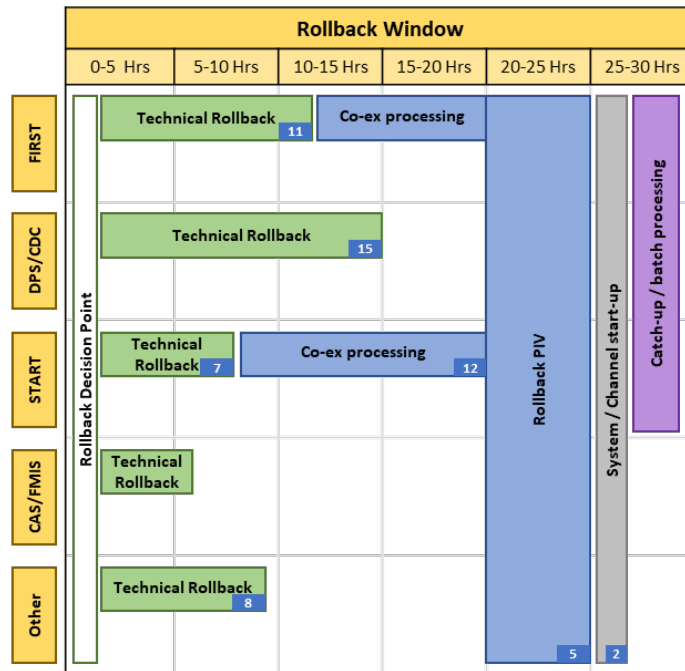 Rollback Window
0-5 Hrs
5-10 Hrs
10-15 Hrs
15-20 Hrs
20-25 Hrs
25-30 Hrs
FIRST
DPS/CDC
START
CAS/FMIS
Other
Rollback Decision Point
Technical Rollback
11
Co-ex processing
Technical Rollback
15
Technical
Rollback
7
Co-ex processing
12
Technical
Rollback
Technical Rollback
8
Rollback PIV
5
System / Channel start-up
2
Catch-up / batch processing